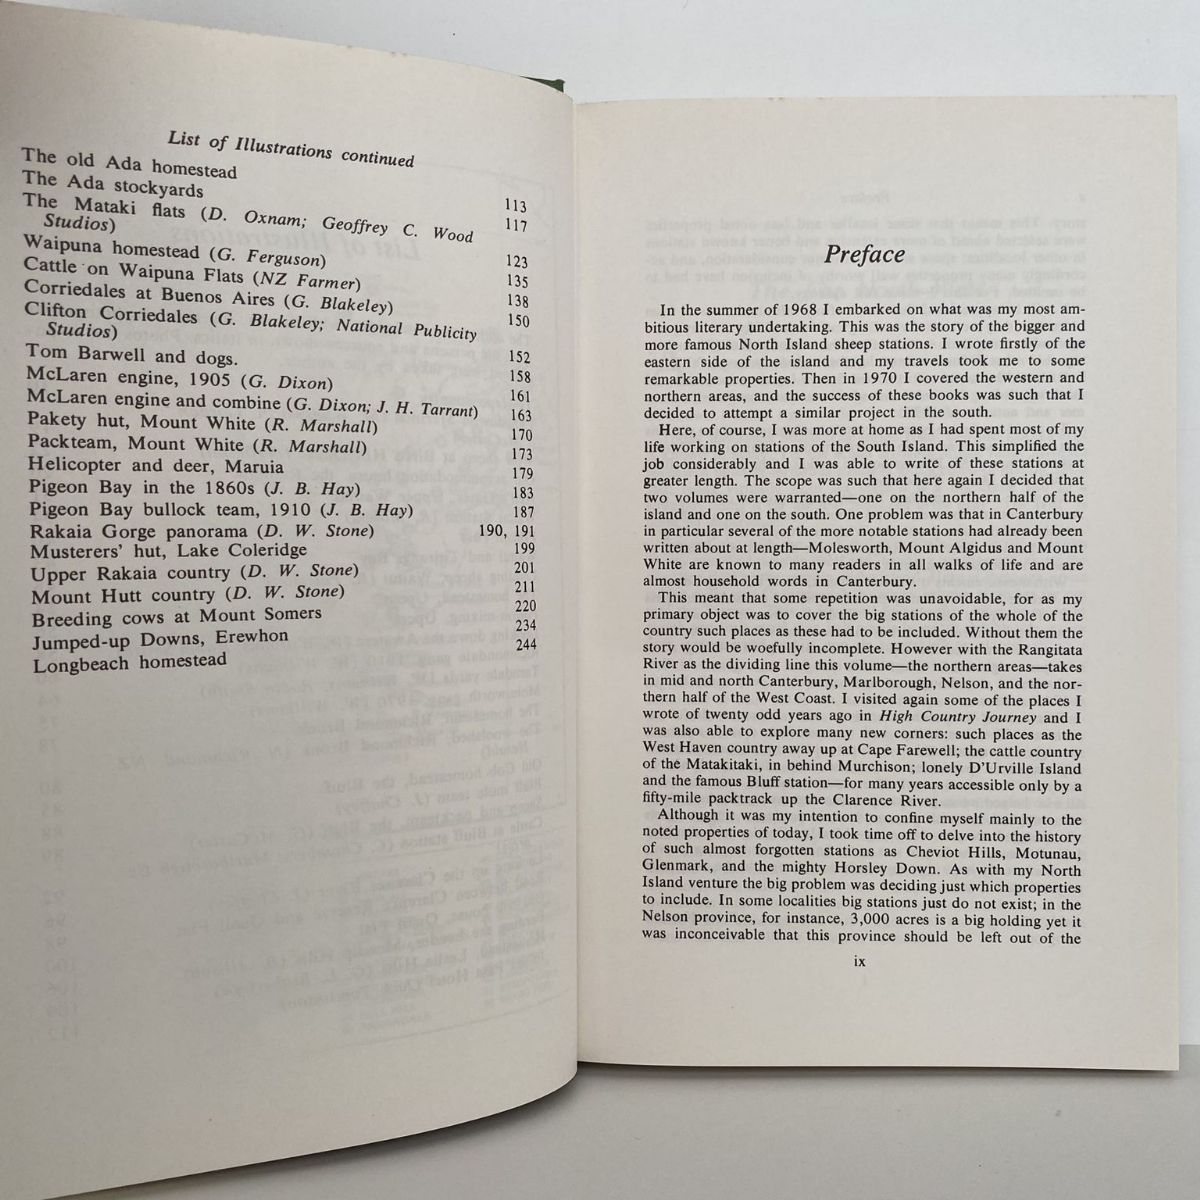 List of Illustrations continued
The old Ada homestead 113
The Ada stockyards 117
The Mataki flats (D. Oxnam; Geoffrey C. Wood
Studios) 123
Waipuna homestead (G. Ferguson) 135
Cattle on Waipuna Flats (NZ Farmer) 138
Corriedales at Buenos Aires (G. Blakeley) 150
Clifton Corriedales (G. Blakeley; National Publicity
Studios) 152
Tom Barwell and dogs. 158
McLaren engine, 1905 (G. Dixon) 161
McLaren engine and combine (G. Dixon; J. H. Tarrant) 163
Pakety hut, Mount White (R. Marshall) 170
Packteam, Mount White (R. Marshall) 173
Helicopter and deer, Maruia 179
Pigeon Bay in the 1860s (J. B. Hay) 183
Pigeon Bay bullock team, 1910 (J. B. Hay) 187
Rakaia Gorge panorama (D. W. Stone) 190, 191
Musterers' hut, Lake Coleridge 199
Upper Rakaia country (D. W. Stone) 201
Mount Hutt country (D. W. Stone) 211
Breeding cows at Mount Somers 220
Jumped-up Downs, Erewhon 234
Longbeach homestead 244
Preface
In the summer of 1968 I embarked on what was my most am-
bitious literary undertaking. This was the story of the bigger and
more famous North Island sheep stations. I wrote firstly of the
eastern side of the island and my travels took me to some
remarkable properties. Then in 1970 I covered the western and
northern areas, and the success of these books was such that I
decided to attempt a similar project in the south.
Here, of course, I was more at home as I had spent most of my
life working on stations of the South Island. This simplified the
job considerably and I was able to write of these stations at
greater length. The scope was such that here again I decided that
two volumes were warranted—one on the northern half of the
island and one on the south. One problem was that in Canterbury
in particular several of the more notable stations had already been
written about at length—Molesworth, Mount Algidus and Mount
White are known to many readers in all walks of life and are
almost household words in Canterbury.
This meant that some repetition was unavoidable, for as my
primary object was to cover the big stations of the whole of the
country such places as these had to be included. Without them the
story would be woefully incomplete. However with the Rangitata
River as the dividing line this volume—the northern areas—takes
in mid and north Canterbury, Marlborough, Nelson, and the nor-
thern half of the West Coast. I visited again some of the places I
wrote of twenty odd years ago in High Country Journey and I
was also able to explore many new corners: such places as the
West Haven country away up at Cape Farewell; the cattle country
of the Matakitaki, in behind Murchison; lonely D'Urville Island
and the famous Bluff station—for many years accessible only by a
fifty-mile packtrack up the Clarence River.
Although it was my intention to confine myself mainly to the
noted properties of today, I took time off to delve into the history
of such almost forgotten stations as Cheviot Hills, Motunau,
Glenmark, and the mighty Horsley Down. As with my North
Island venture the big problem was deciding just which properties
to include. In some localities big stations just do not exist; in the
Nelson province, for instance, 3,000 acres is a big holding yet it
was inconceivable that this province should be left out of the
ix